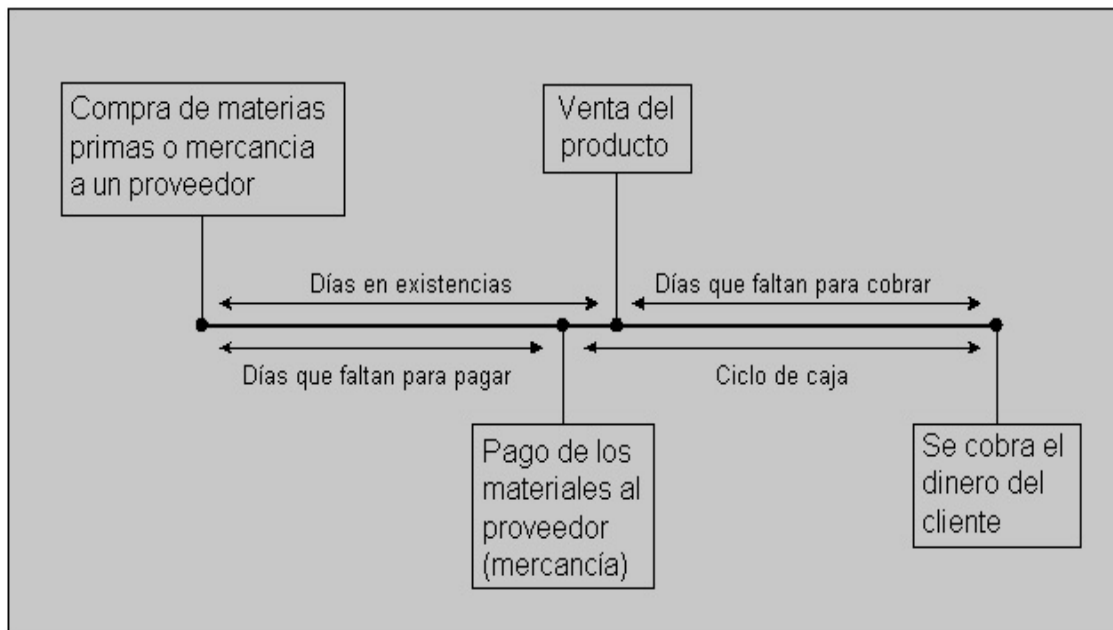 Compra de materias
primas o mercancia
a un proveedor
Venta del
producto
Días en existencias
Días que faltan para cobrar
Días que faltan para pagar
Ciclo de caja
Pago de los
materiales al
proveedor
(mercancía)
Se cobra el
dinero del
cliente